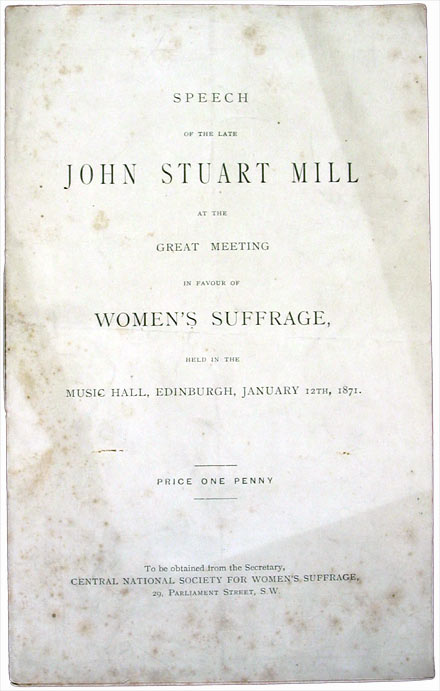 SPEECH
OF THE LATE
JOHN STUART MILL
AT THE
GREAT MEETING
IN FAVOUR OF
WOMEN'S SUFFRAGE,
HELD IN THE
MUSIC HALL, EDINBURGH, JANUARY 12TH, 1871.
PRICE ONE PENNY
To be obtained from the Secretary,
CENTRAL NATIONAL SOCIETY FOR WOMEN'S SUFFRAGE,
29, PARLIAMENT STREET, S.W.